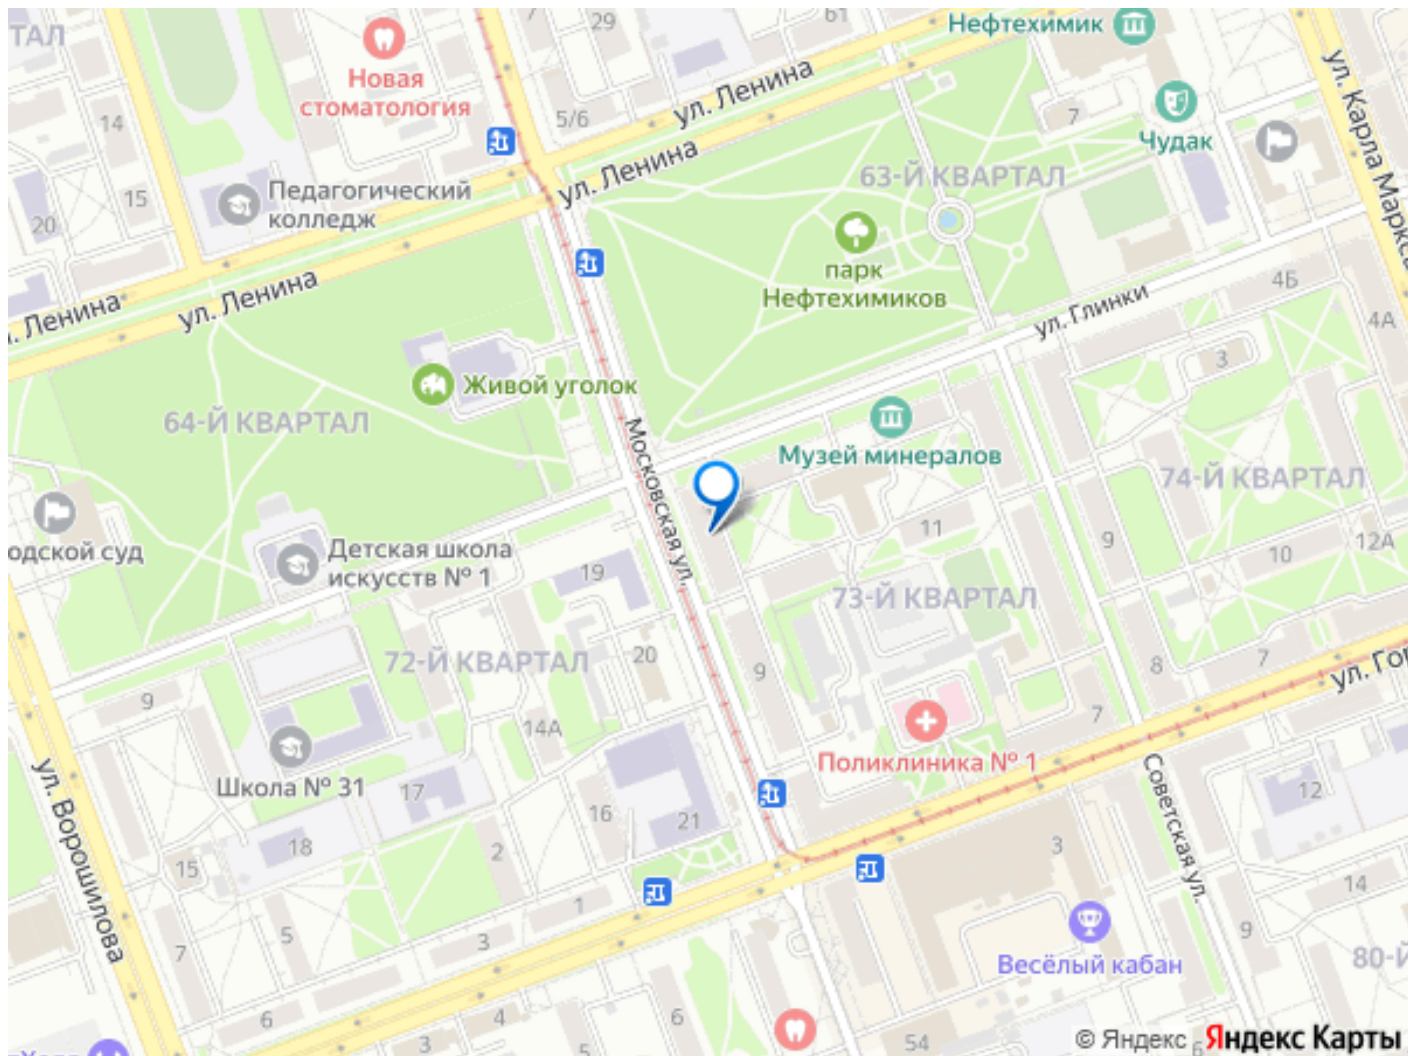 ТАЛ
29
7
61
Нефтехимик
Новая
стоматология
ул. Карла Маркса
ул. Ленина
5/6
7
14
Чудак
ул. Ленина
63-Й КВАРТАЛ
Педагогический
колледж
15
20
парк
Нефтехимиков
4Б
ул. Ленина
. Ленина
ул. Глинки
4А
3
Живой уголок
64-Й КВАРТАЛ
Московская ул.
Музей минералов
74-Й КВАРТАЛ
11
9
12А
10
одской суд
Детская школа
искусств № 1
19
73-Й КВАРТАЛ
72-Й КВАРТАЛ
20
9
8
7
ул. Гор
9
14А
7
Поликлиника № 1
Школа № 31
17
ул. Ворошилова
16
21
Советская ул.
12
18
15
2
3
14
1
5
3
7
9
Весёлый кабан
80-Й
6
4
6
3
5
54
6
© Яндекс Яндекс Карты